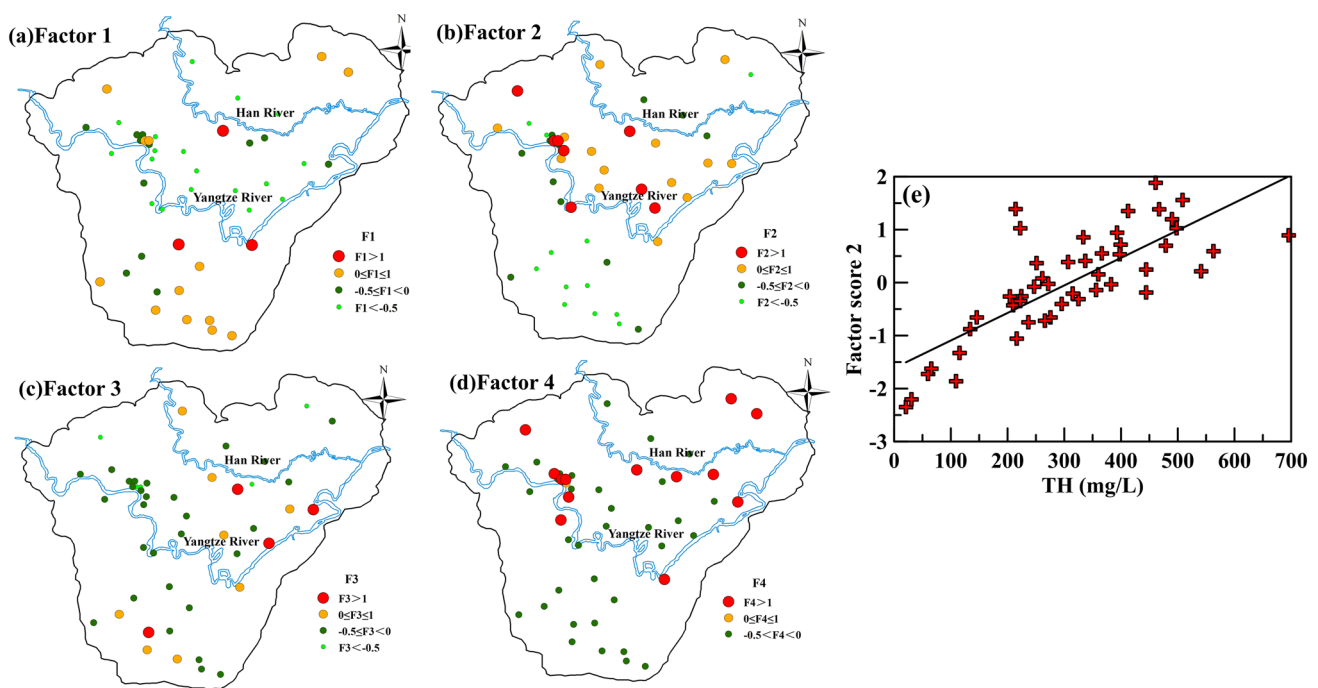 (a)Factor 1
N
Han River
Yangtze River
F1
F1＞1
0≤F1≤1
-0.5≤F1＜0
F1＜-0.5
(b)Factor 2
N
Han River
Yangtze River
F2
F2＞1
0≤F2≤1
-0.5≤F2＜0
F2＜-0.5
(c)Factor 3
N
Han River
Yangtze River
F3
F3＞1
0≤F3≤1
-0.5≤F3＜0
F3＜-0.5
(d)Factor 4
N
Han River
Yangtze River
F4
F4＞1
0≤F4≤1
-0.5＜F4＜0
(e)
Factor score 2
2
1
0
-1
-2
-3
0 100 200 300 400 500 600 700
TH (mg/L)